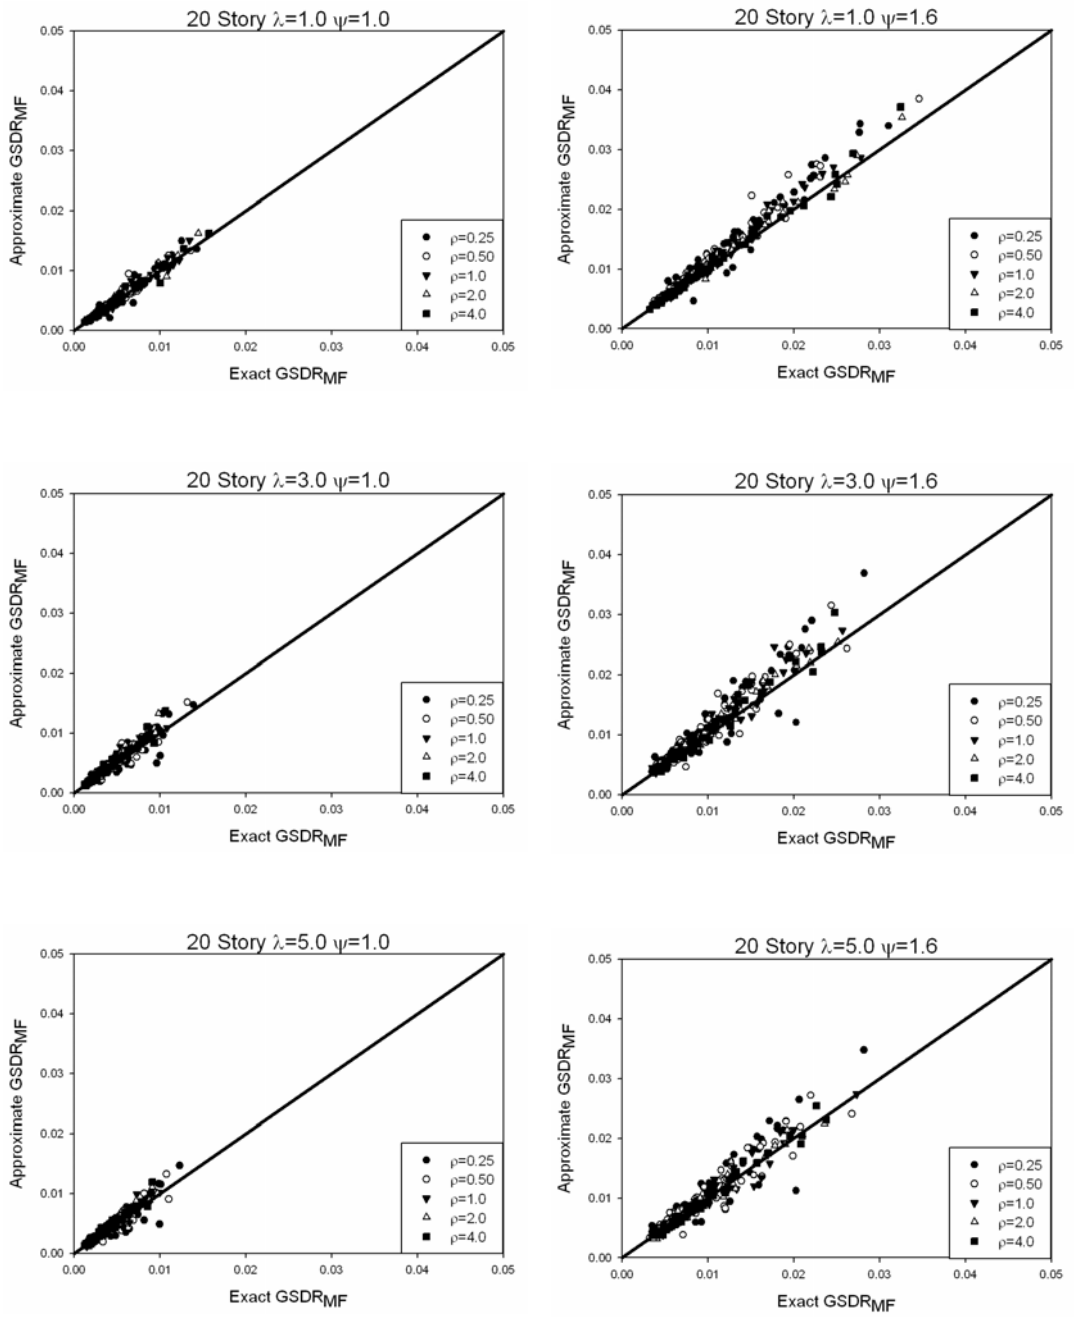 20 Story λ=1.0 ψ=1.0
Approximate GSDRMF
0.05
0.04
0.03
0.02
0.01
0.00
ρ=0.25
ρ=0.50
ρ=1.0
ρ=2.0
ρ=4.0
0.00 0.01 0.02 0.03 0.04 0.05
Exact GSDRMF
20 Story λ=1.0 ψ=1.6
Approximate GSDRMF
0.05
0.04
0.03
0.02
0.01
0.00
ρ=0.25
ρ=0.50
ρ=1.0
ρ=2.0
ρ=4.0
0.00 0.01 0.02 0.03 0.04 0.05
Exact GSDRMF
20 Story λ=3.0 ψ=1.0
Approximate GSDRMF
0.05
0.04
0.03
0.02
0.01
0.00
ρ=0.25
ρ=0.50
ρ=1.0
ρ=2.0
ρ=4.0
0.00 0.01 0.02 0.03 0.04 0.05
Exact GSDRMF
20 Story λ=3.0 ψ=1.6
Approximate GSDRMF
0.05
0.04
0.03
0.02
0.01
0.00
ρ=0.25
ρ=0.50
ρ=1.0
ρ=2.0
ρ=4.0
0.00 0.01 0.02 0.03 0.04 0.05
Exact GSDRMF
20 Story λ=5.0 ψ=1.0
Approximate GSDRMF
0.05
0.04
0.03
0.02
0.01
0.00
ρ=0.25
ρ=0.50
ρ=1.0
ρ=2.0
ρ=4.0
0.00 0.01 0.02 0.03 0.04 0.05
Exact GSDRMF
20 Story λ=5.0 ψ=1.6
Approximate GSDRMF
0.05
0.04
0.03
0.02
0.01
0.00
ρ=0.25
ρ=0.50
ρ=1.0
ρ=2.0
ρ=4.0
0.00 0.01 0.02 0.03 0.04 0.05
Exact GSDRMF